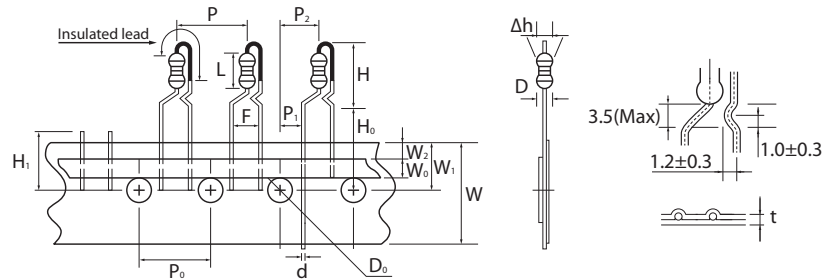 P
P₂
Δh
Insulated lead
L
H
D
3.5(Max)
F
P₁
H₀
1.0±0.3
H₁
W₂
W₁
W₀
W
1.2±0.3
t
P₀
d
D₀